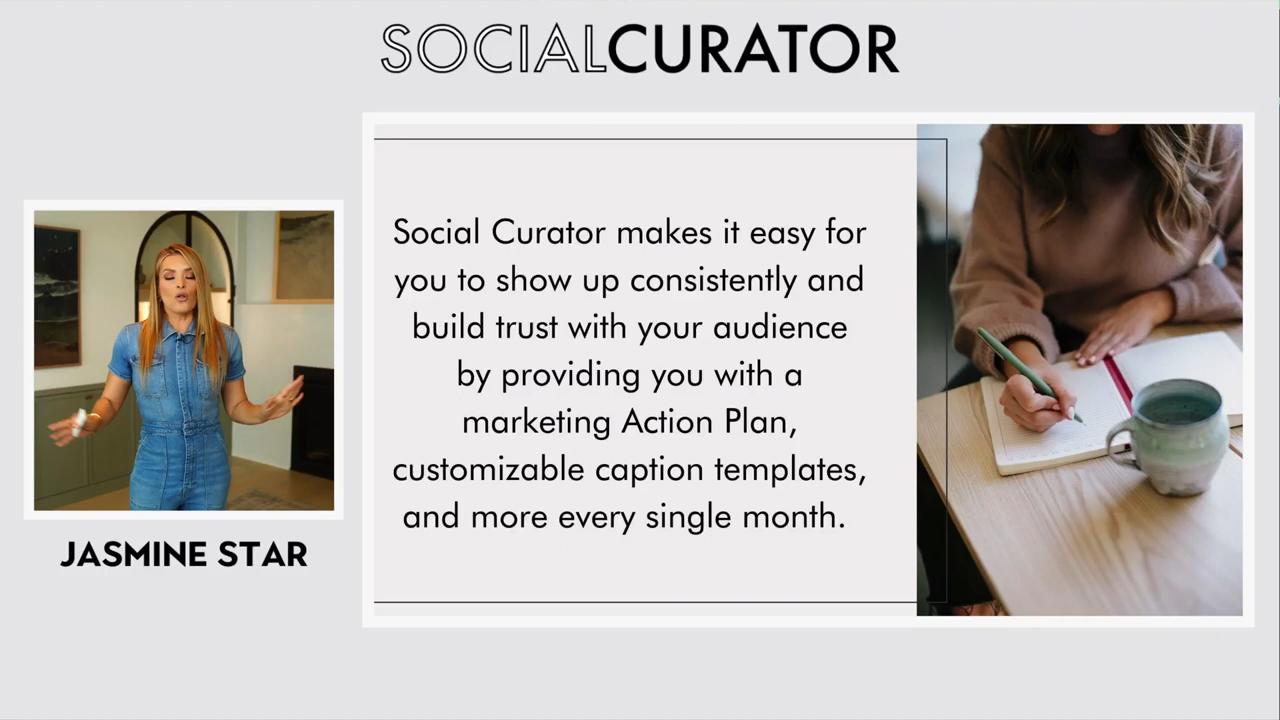 SOCIALCURATOR
Social Curator makes it easy for
you to show up consistently and
build trust with your audience
by providing you with a
marketing Action Plan,
customizable caption templates,
and more every single month.
JASMINE STAR